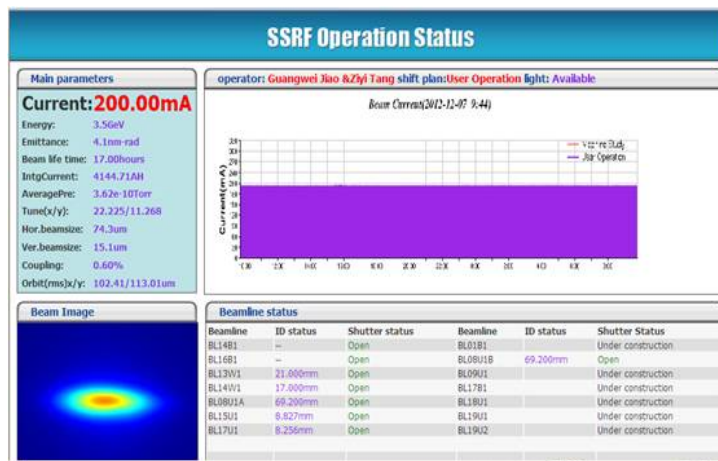 SSRF Operation Status
Main parameters
Current:200.00mA
Energy: 3.5GeV
Emittance: 4.1nm-rad
Beam life time: 17.00hours
IntgCurrent: 4144.71AH
AveragePre: 3.62e-10Torr
Tune(x/y): 22.225/11.268
Hor.beamsize: 74.3um
Ver.beamsize: 15.1um
Coupling: 0.60%
Orbit(rms)x/y: 102.41/113.01um
operator: Guangwei Jiao &Ziyi Tang shift plan:User Operation light: Available
Beam Current(2012-12-07 9:44)
Machine Study
User Operation
Current(mA)
Beam Image
Beamline status
Beamline ID status Shutter status Beamline ID status Shutter Status
BL14B1 -- Open BL01B1 Under construction
BL16B1 -- Open BL08U1B 69.200mm Open
BL13W1 21.000mm Open BL09U1 Under construction
BL14W1 17.000mm Open BL17B1 Under construction
BL08U1A 69.200mm Open BL18U1 Under construction
BL15U1 8.827mm Open BL19U1 Under construction
BL17U1 8.256mm Open BL19U2 Under construction